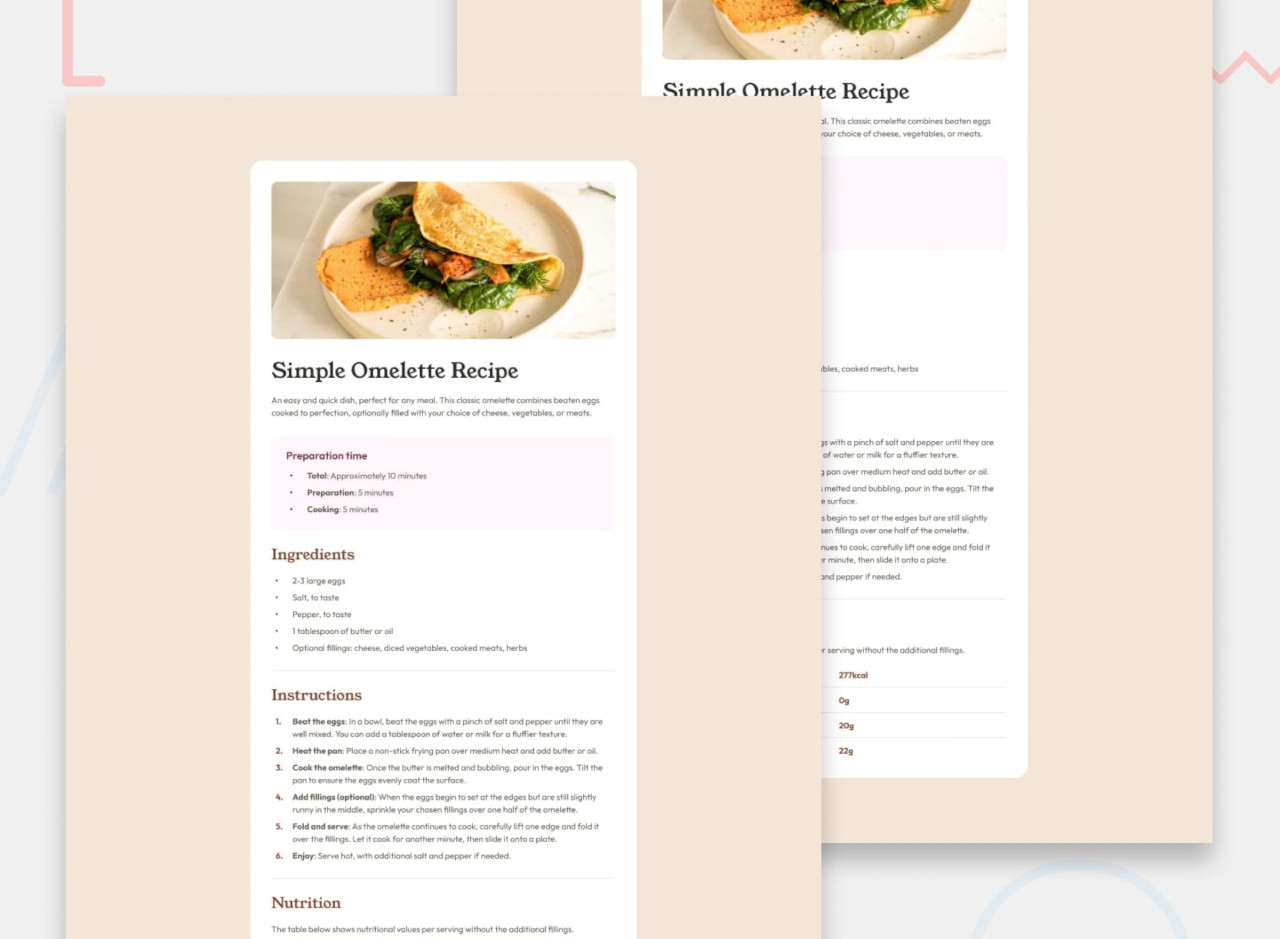 Simple Omelette Recipe
An easy and quick dish, perfect for any meal. This classic omelette combines beaten eggs
cooked to perfection, optionally filled with your choice of cheese, vegetables, or meats.
Preparation time
• Total: Approximately 10 minutes
• Preparation: 5 minutes
• Cooking: 5 minutes
Ingredients
• 2-3 large eggs
• Salt, to taste
• Pepper, to taste
• 1 tablespoon of butter or oil
• Optional fillings: cheese, diced vegetables, cooked meats, herbs
Instructions
1. Beat the eggs: In a bowl, beat the eggs with a pinch of salt and pepper until they are
well mixed. You can add a tablespoon of water or milk for a fluffier texture.
2. Heat the pan: Place a non-stick frying pan over medium heat and add butter or oil.
3. Cook the omelette: Once the butter is melted and bubbling, pour in the eggs. Tilt the
pan to ensure the eggs evenly coat the surface.
4. Add fillings (optional): When the eggs begin to set at the edges but are still slightly
runny in the middle, sprinkle your chosen fillings over one half of the omelette.
5. Fold and serve: As the omelette continues to cook, carefully lift one edge and fold it
over the fillings. Let it cook for another minute, then slide it onto a plate.
6. Enjoy: Serve hot, with additional salt and pepper if needed.
Nutrition
The table below shows nutritional values per serving without the additional fillings.
Simple Omelette Recipe
This classic omelette combines beaten eggs
your choice of cheese, vegetables, or meats.
cooked meats, herbs
with a pinch of salt and pepper until they are
of water or milk for a fluffier texture.
pan over medium heat and add butter or oil.
melted and bubbling, pour in the eggs. Tilt the
surface.
begin to set at the edges but are still slightly
fillings over one half of the omelette.
to cook, carefully lift one edge and fold it
minute, then slide it onto a plate.
and pepper if needed.
serving without the additional fillings.
277kcal
0g
20g
22g